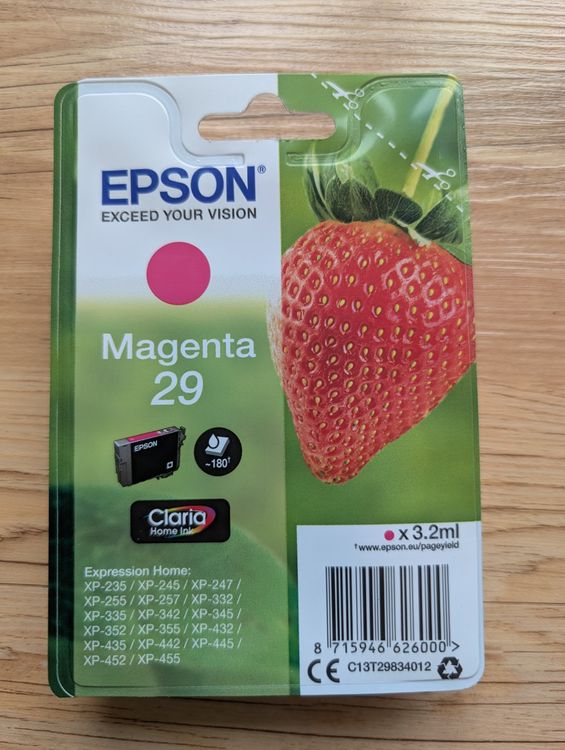 EPSON®
EXCEED YOUR VISION
Magenta
29
EPSON
~180†
Claria
Home Ink
x 3.2ml
†www.epson.eu/pageyield
Expression Home:
XP-235 / XP-245 / XP-247 /
XP-255 / XP-257 / XP-332 /
XP-335 / XP-342 / XP-345 /
XP-352 / XP-355 / XP-432 /
XP-435 / XP-442 / XP-445 /
XP-452 / XP-455
8 715946 626000 >
CE C13T29834012